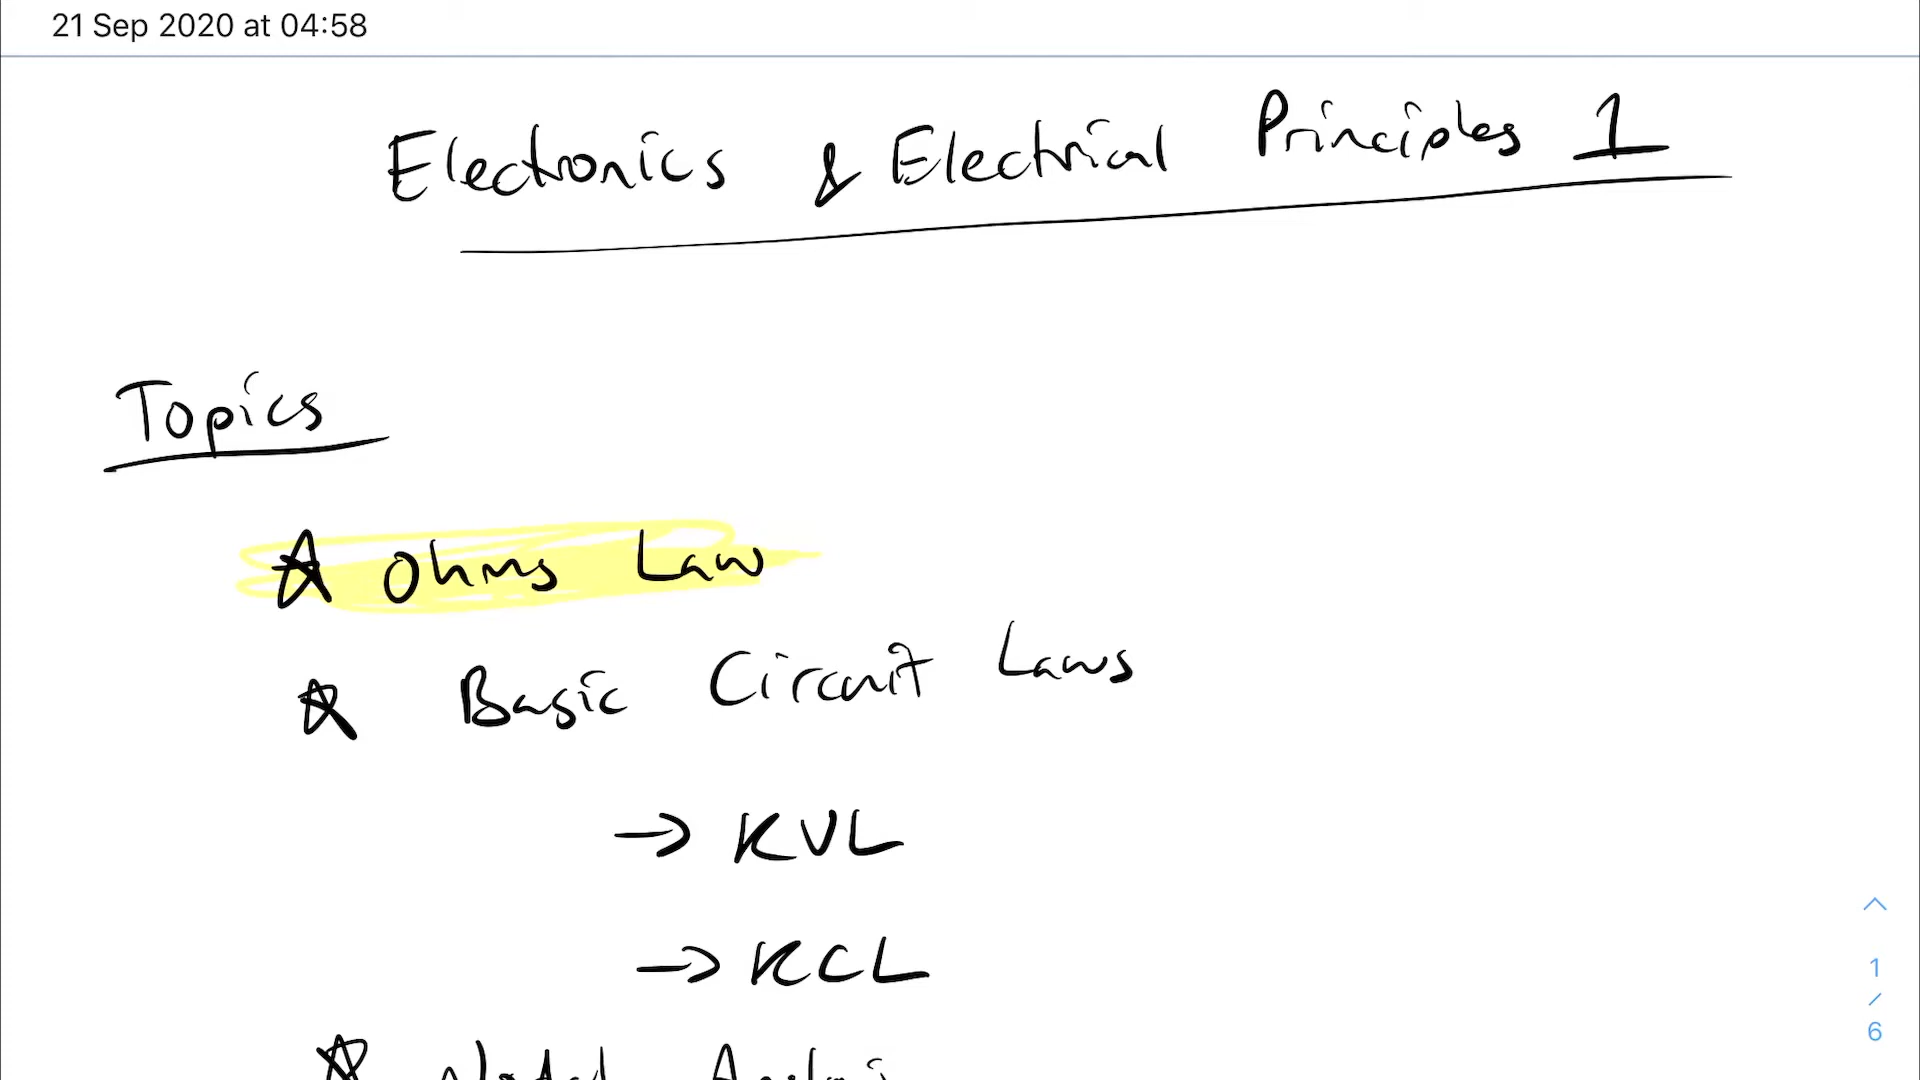 21 Sep 2020 at 04:58
Electronics & Electrical Principles 1
Topics
Ohms Law
Basic Circuit Laws
→ KVL
→ KCL
1
/
6